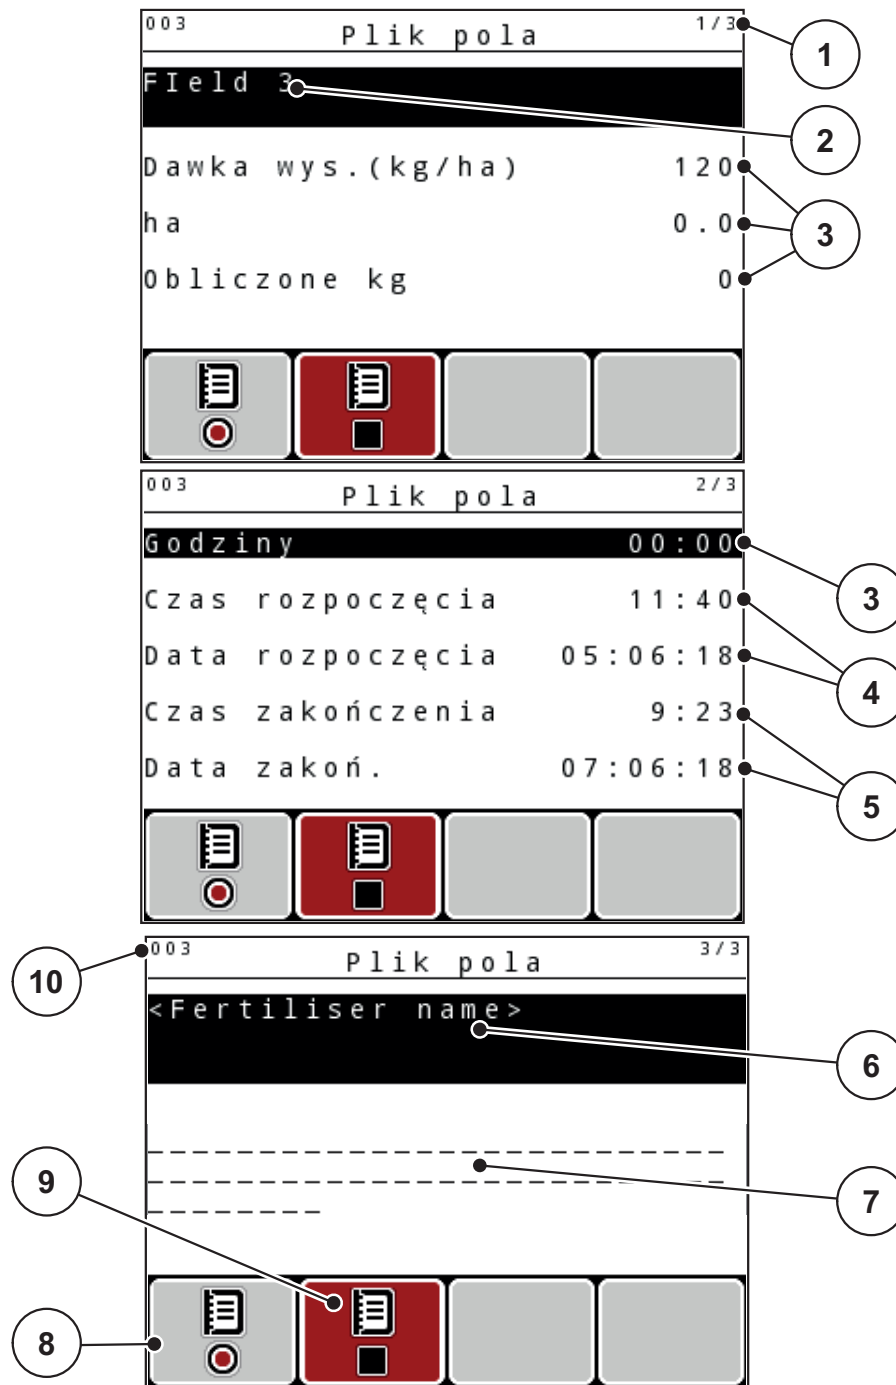 003 Plik pola 1/3
1
FIeld 3
2
Dawka wys.(kg/ha) 120
ha 0.0
3
Obliczone kg 0
003 Plik pola 2/3
Godziny 00:00
3
Czas rozpoczęcia 11:40
Data rozpoczęcia 05:06:18
4
Czas zakończenia 9:23
Data zakoń. 07:06:18
5
003 Plik pola 3/3
10
<Fertiliser name>
6
9
7
8